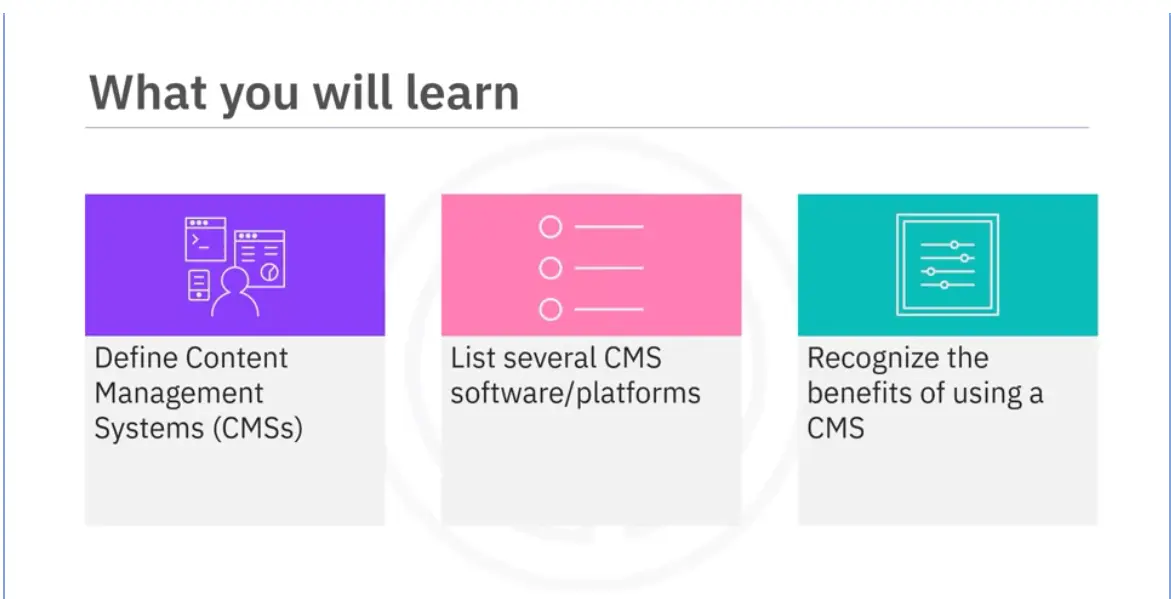 What you will learn
Define Content
Management
Systems (CMSs)
List several CMS
software/platforms
Recognize the
benefits of using a
CMS